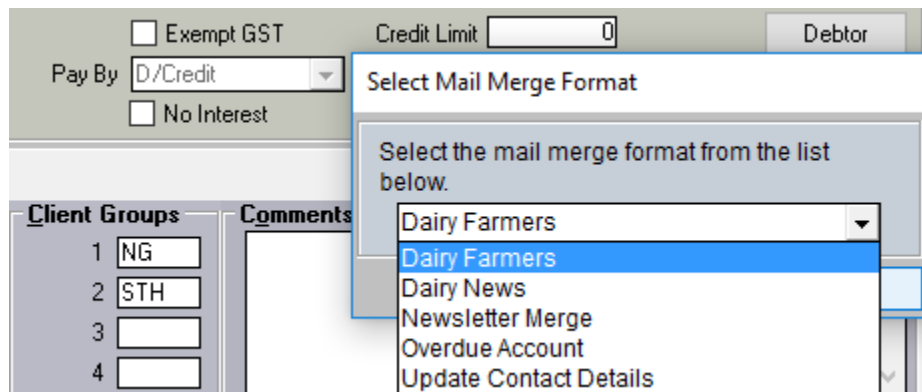 Exempt GST
Credit Limit 0
Debtor
Pay By D/Credit
No Interest
Select Mail Merge Format
Select the mail merge format from the list
below.
Dairy Farmers
Dairy Farmers
Dairy News
Newsletter Merge
Overdue Account
Update Contact Details
Client Groups
1 NG
2 STH
3
4
Comments